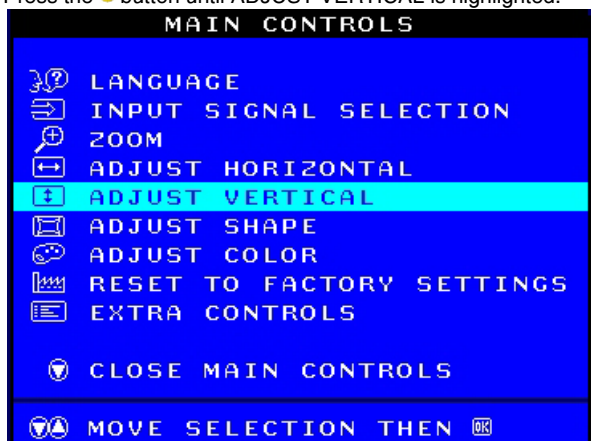 Press the button until ADJUST VERTICAL is highlighted.
MAIN CONTROLS
LANGUAGE
INPUT SIGNAL SELECTION
ZOOM
ADJUST HORIZONTAL
ADJUST VERTICAL
ADJUST SHAPE
ADJUST COLOR
RESET TO FACTORY SETTINGS
EXTRA CONTROLS
CLOSE MAIN CONTROLS
MOVE SELECTION THEN OK